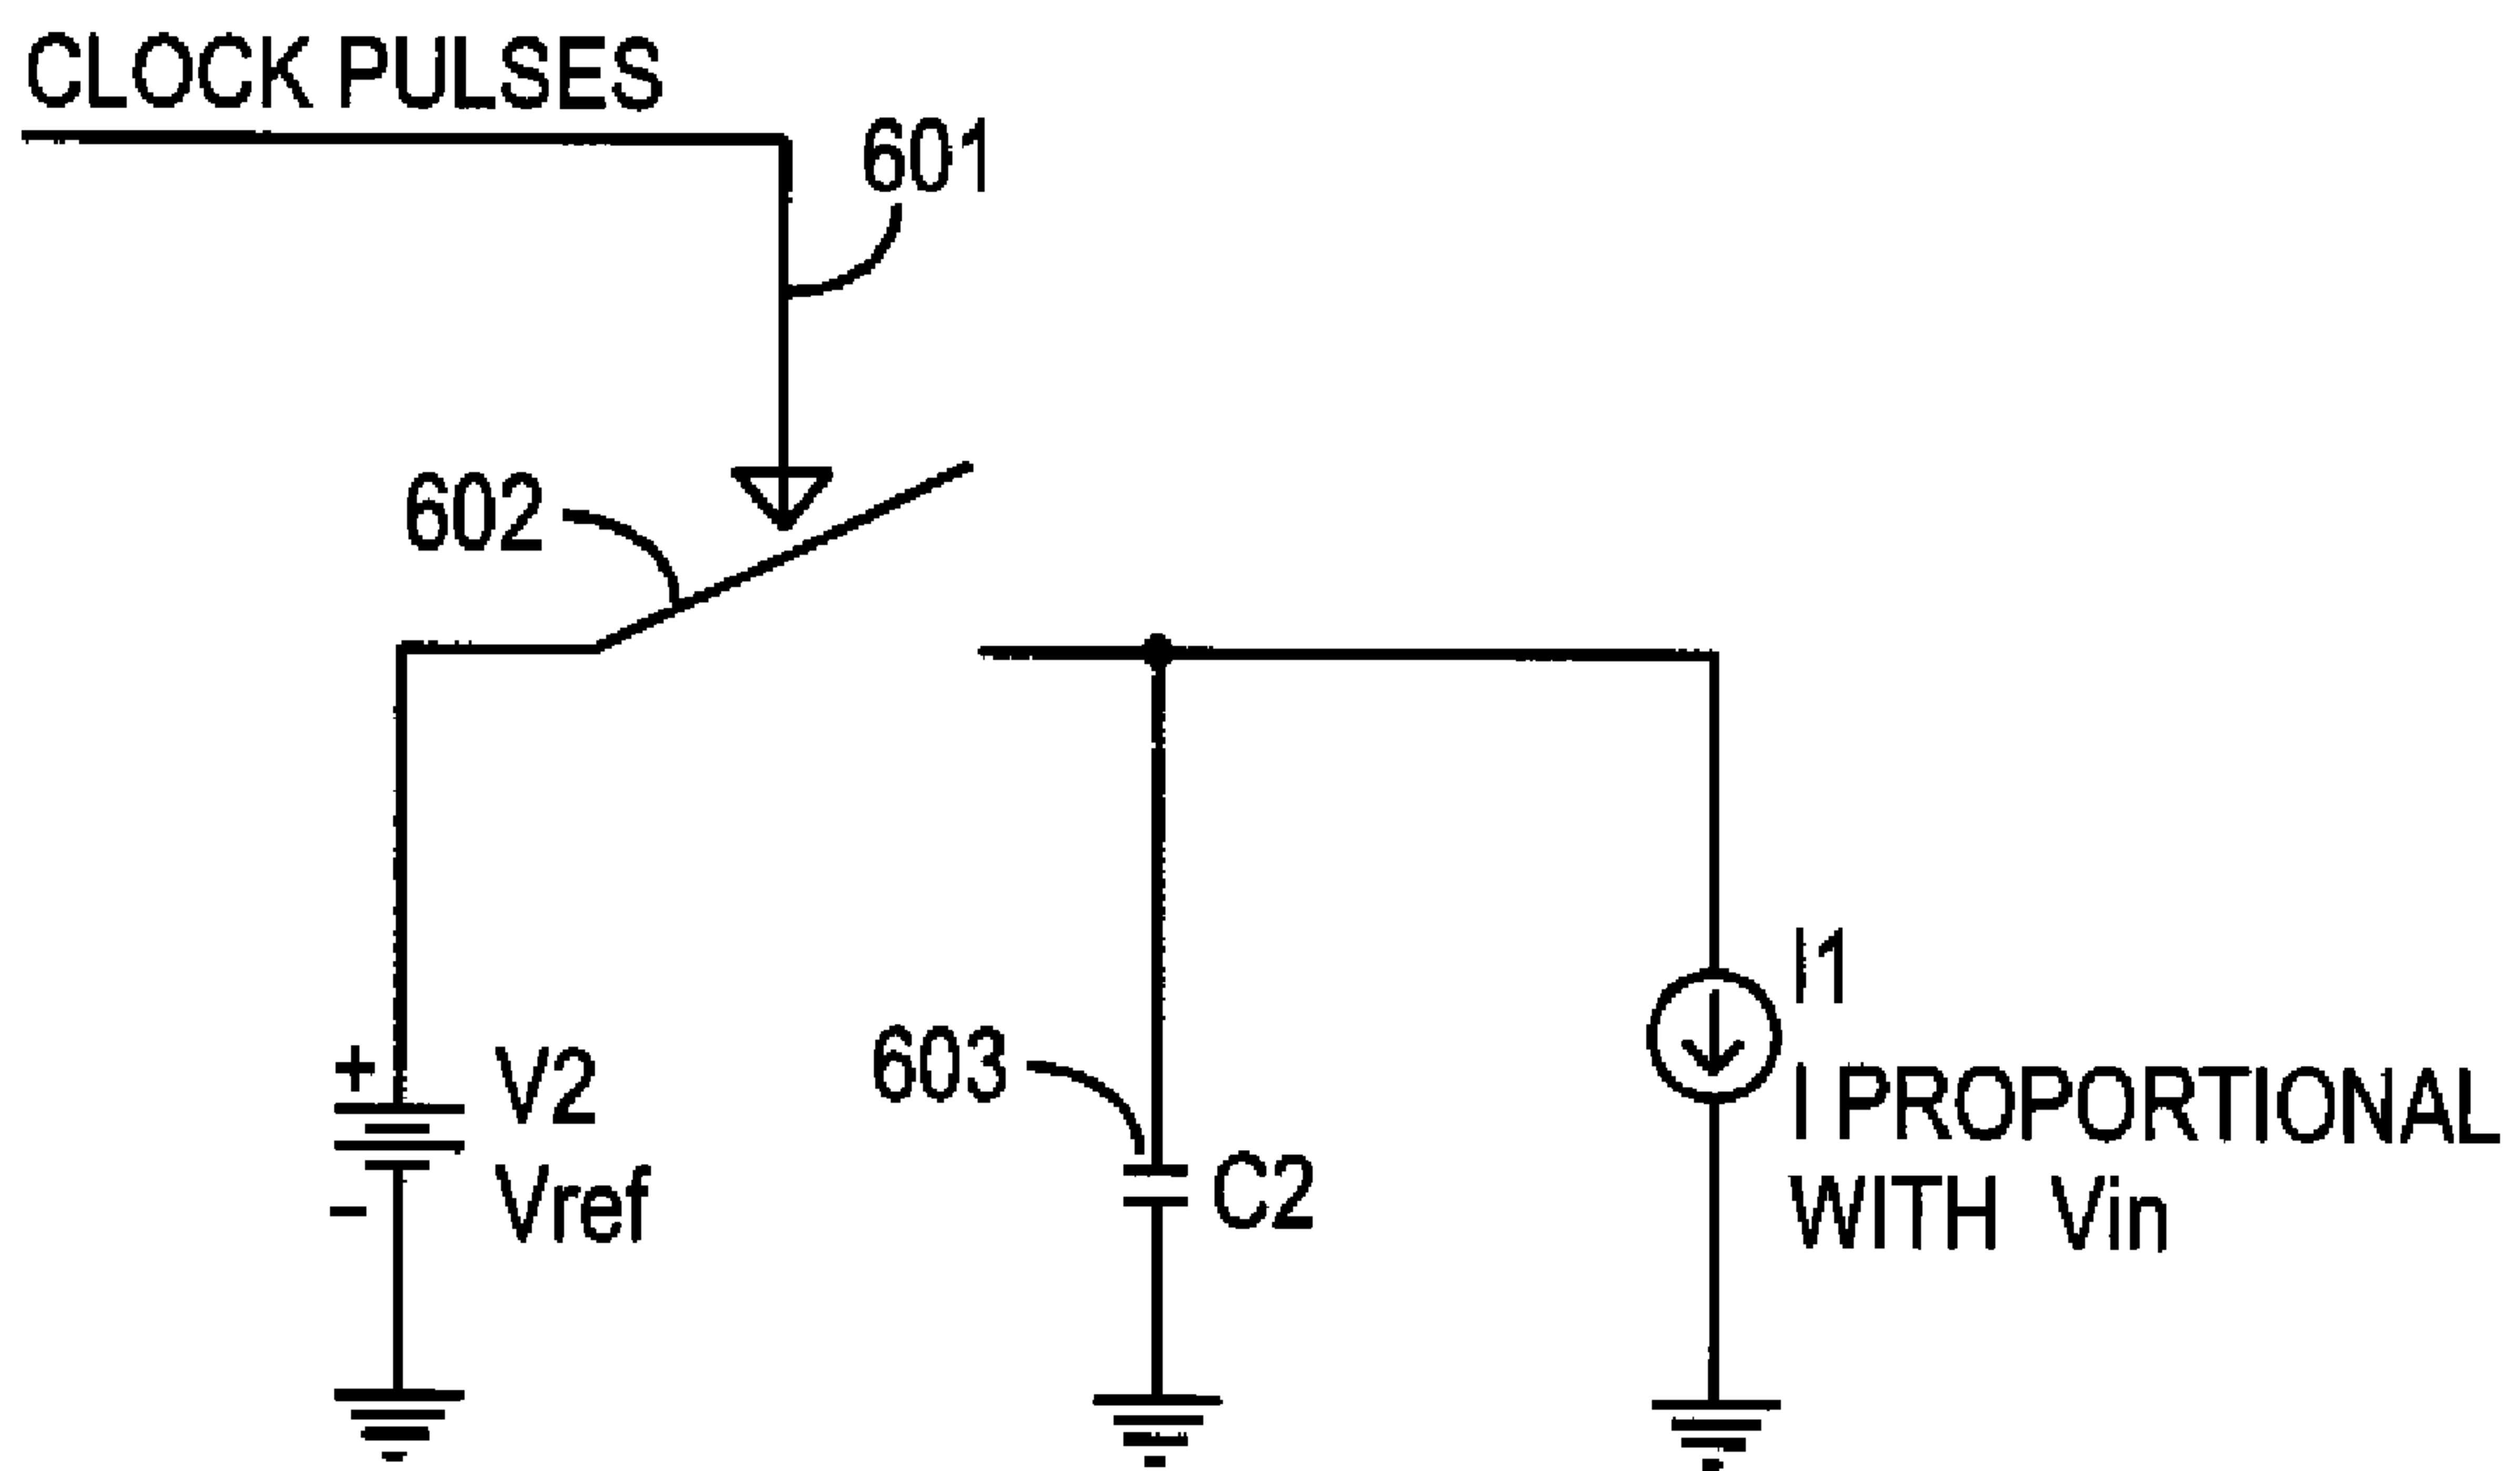 CLOCK PULSES
601
602
I1
+ V2
603
I PROPORTIONAL
C2
- Vref
WITH Vin